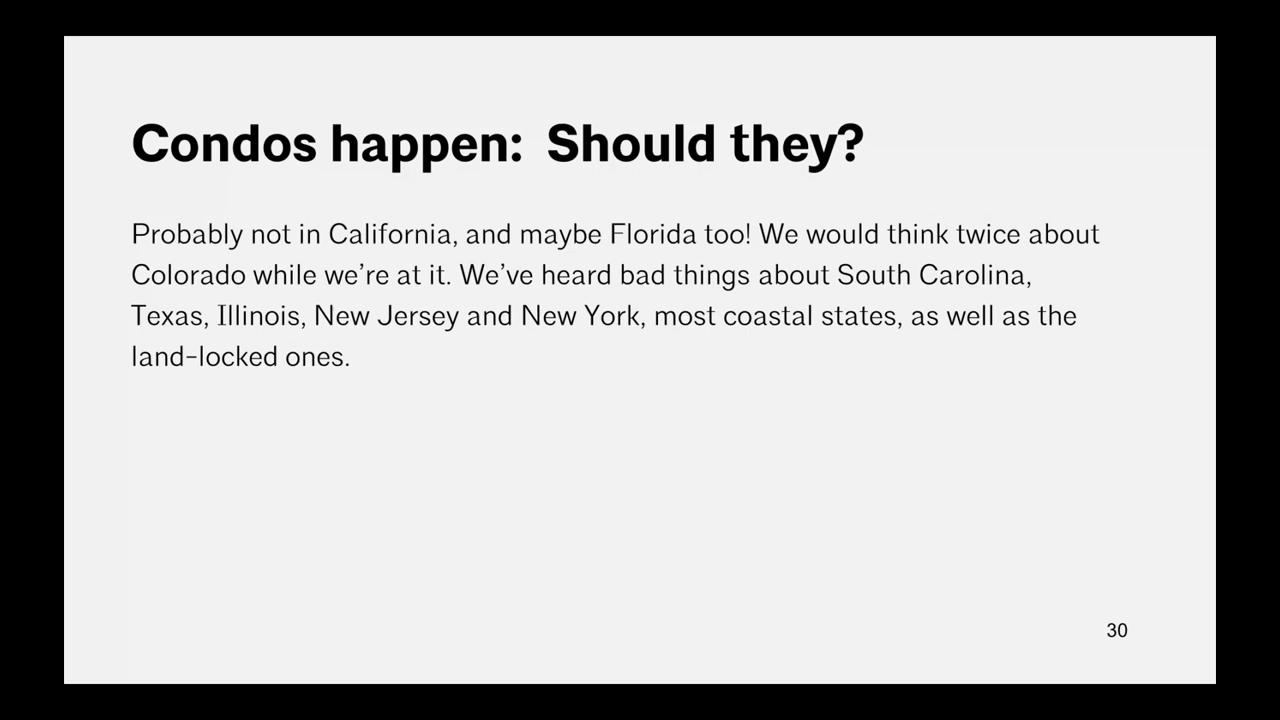 Condos happen:  Should they?
Probably not in California, and maybe Florida too! We would think twice about
Colorado while we’re at it. We’ve heard bad things about South Carolina,
Texas, Illinois, New Jersey and New York, most coastal states, as well as the
land-locked ones.
30